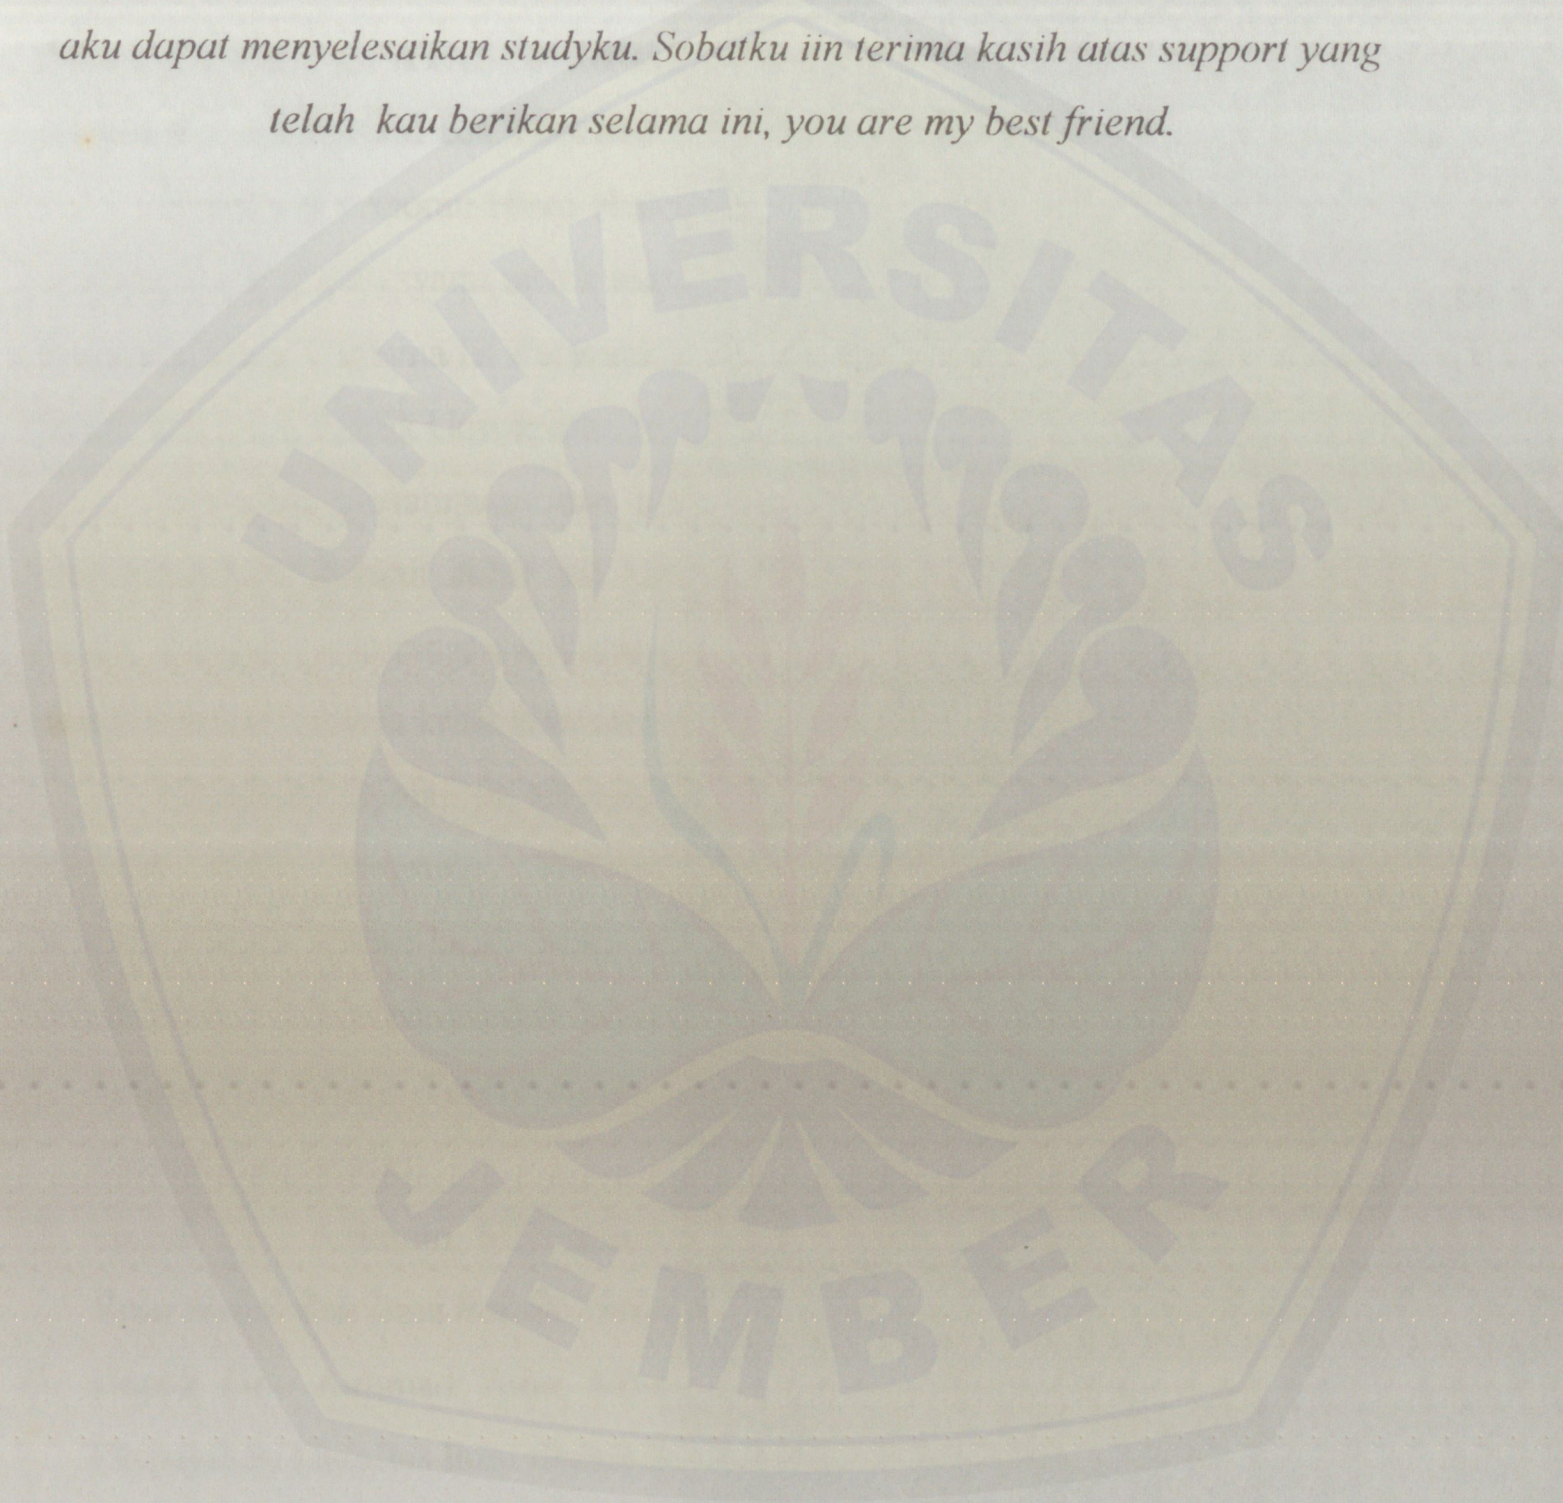 aku dapat menyelesaikan studyku. Sobatku iin terima kasih atas support yang
telah kau berikan selama ini, you are my best friend.
UNIVERSITAS
JEMBER